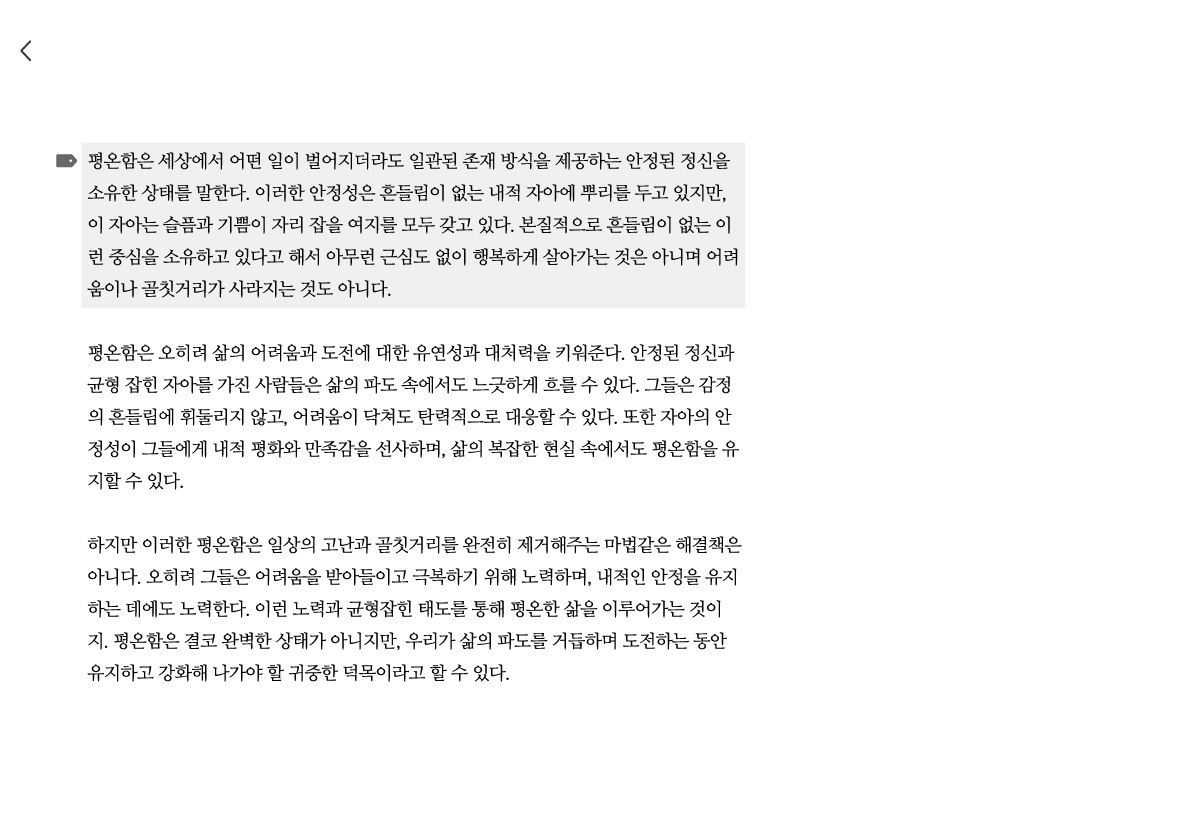 평온함은 세상에서 어떤 일이 벌어지더라도 일관된 존재 방식을 제공하는 안정된 정신을
소유한 상태를 말한다. 이러한 안정성은 흔들림이 없는 내적 자아에 뿌리를 두고 있지만,
이 자아는 슬픔과 기쁨이 자리 잡을 여지를 모두 갖고 있다. 본질적으로 흔들림이 없는 이
런 중심을 소유하고 있다고 해서 아무런 근심도 없이 행복하게 살아가는 것은 아니며 어려
움이나 골칫거리가 사라지는 것도 아니다.
평온함은 오히려 삶의 어려움과 도전에 대한 유연성과 대처력을 키워준다. 안정된 정신과
균형 잡힌 자아를 가진 사람들은 삶의 파도 속에서도 느긋하게 흐를 수 있다. 그들은 감정
의 흔들림에 휘둘리지 않고, 어려움이 닥쳐도 탄력적으로 대응할 수 있다. 또한 자아의 안
정성이 그들에게 내적 평화와 만족감을 선사하며, 삶의 복잡한 현실 속에서도 평온함을 유
지할 수 있다.
하지만 이러한 평온함은 일상의 고난과 골칫거리를 완전히 제거해주는 마법같은 해결책은
아니다. 오히려 그들은 어려움을 받아들이고 극복하기 위해 노력하며, 내적인 안정을 유지
하는 데에도 노력한다. 이런 노력과 균형잡힌 태도를 통해 평온한 삶을 이루어가는 것이
지. 평온함은 결코 완벽한 상태가 아니지만, 우리가 삶의 파도를 거듭하며 도전하는 동안
유지하고 강화해 나가야 할 귀중한 덕목이라고 할 수 있다.